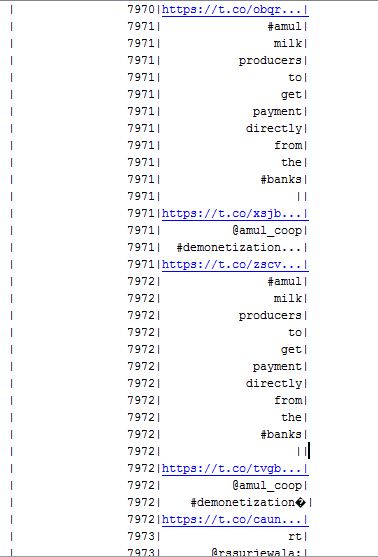 | 7970|https://t.co/obqr...|
| 7971| #amul|
| 7971| milk|
| 7971| producers|
| 7971| to|
| 7971| get|
| 7971| payment|
| 7971| directly|
| 7971| from|
| 7971| the|
| 7971| #banks|
| 7971| ||
| 7971|https://t.co/xsjb...|
| 7971| @amul_coop|
| 7971| #demonetization...|
| 7971|https://t.co/zscv...|
| 7972| #amul|
| 7972| milk|
| 7972| producers|
| 7972| to|
| 7972| get|
| 7972| payment|
| 7972| directly|
| 7972| from|
| 7972| the|
| 7972| #banks|
| 7972| ||
| 7972|https://t.co/tvgb...|
| 7972| @amul_coop|
| 7972| #demonetization�|
| 7972|https://t.co/caun...|
| 7973| rt|
| 7973| @rssurjewala:|